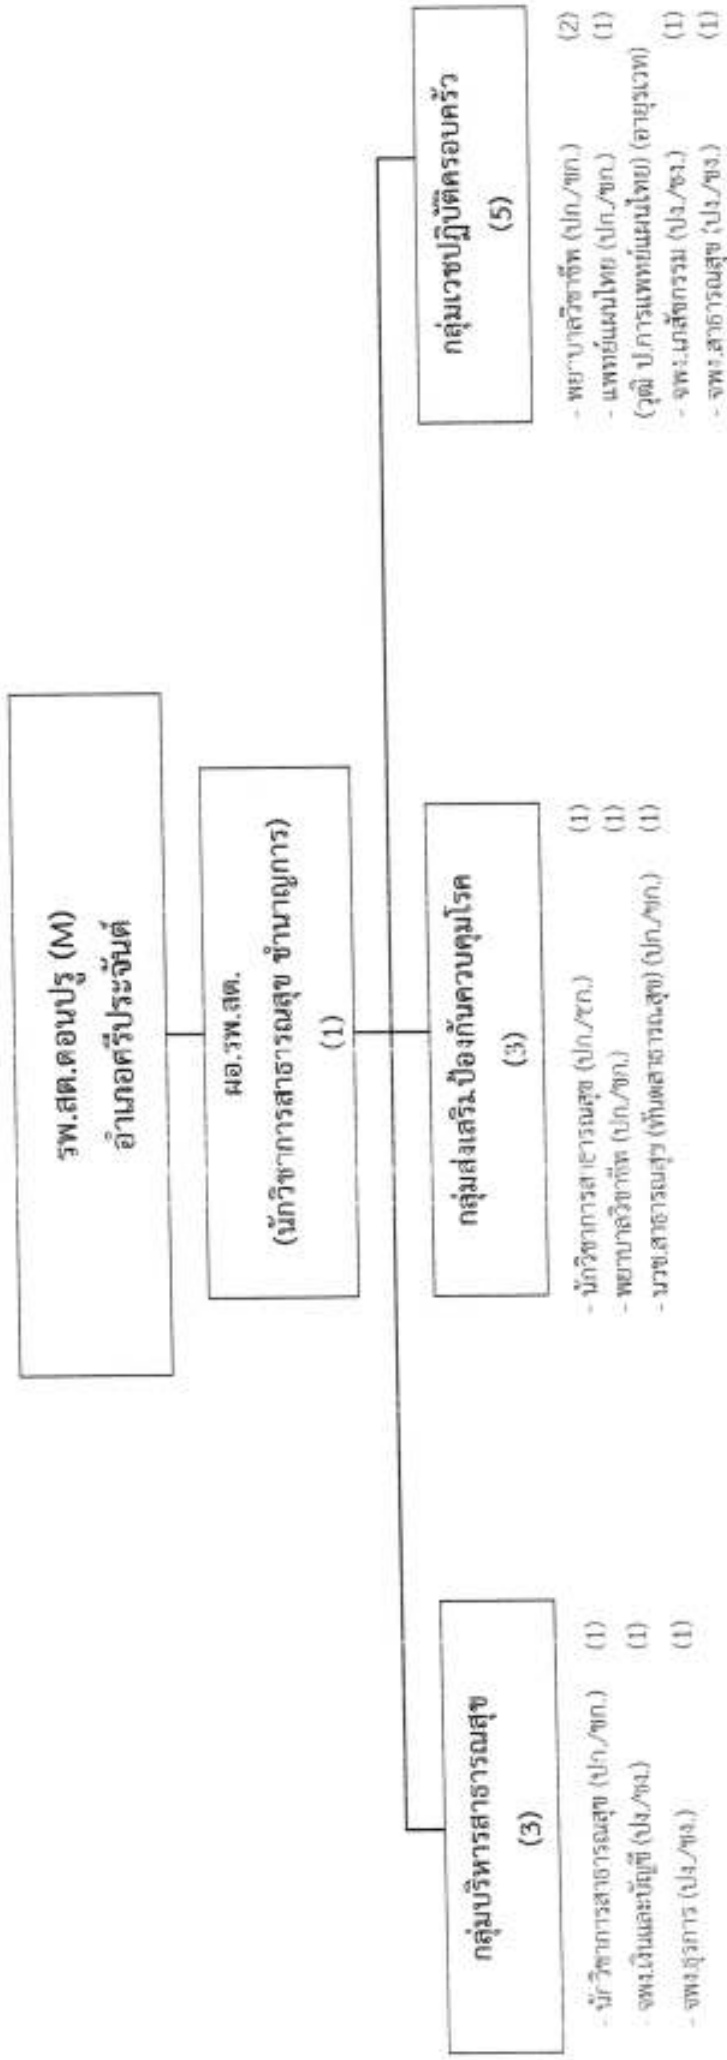 รพ.สต.ดอนปรู (M)
อำเภอศรีประจันต์
ผอ.รพ.สต.
(นักวิชาการสาธารณสุข ชำนาญการ)
(1)
กลุ่มบริหารสาธารณสุข
(3)
- นักวิชาการสาธารณสุข (ปก./ชก.) (1)
- จพง.เงินและบัญชี (ปง./ชง.) (1)
- จพง.ธุรการ (ปง./ชง.) (1)
กลุ่มส่งเสริม ป้องกันควบคุมโรค
(3)
- นักวิชาการสาธารณสุข (ปก./ชก.) (1)
- พยาบาลวิชาชีพ (ปก./ชก.) (1)
- นวช.สาธารณสุข (ทันตสาธารณสุข) (ปก./ชก.) (1)
กลุ่มเวชปฏิบัติครอบครัว
(5)
- พยาบาลวิชาชีพ (ปก./ชก.) (2)
- แพทย์แผนไทย (ปก./ชก.) (1)
(วุฒิ ป.การแพทย์แผนไทย) (อายุรเวท)
- จพง.เภสัชกรรม (ปง./ชง.) (1)
- จพง.สาธารณสุข (ปง./ชง.) (1)